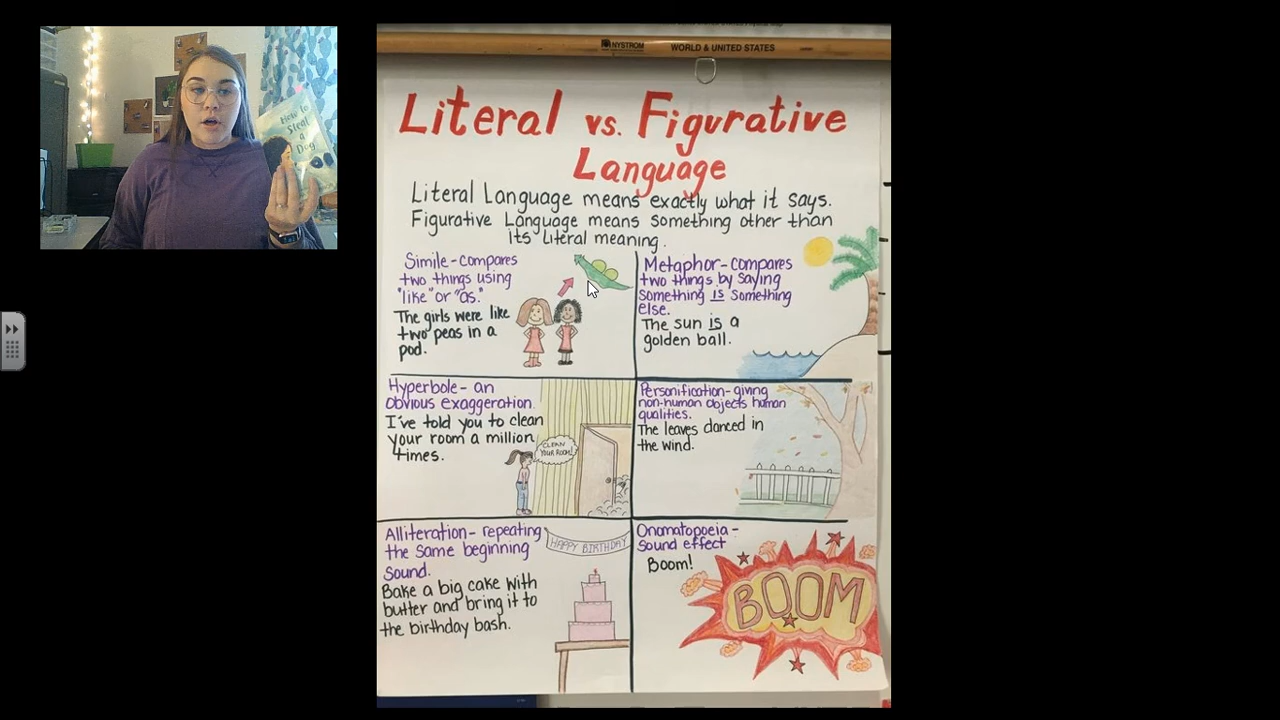 How to
Steal
a
Dog
NYSTROM
WORLD & UNITED STATES
Literal vs. Figurative
Language
Literal Language means exactly what it says.
Figurative Language means something other than
its literal meaning.
Simile- compares
two things using
"like" or "as."
The girls were like
two peas in a
pod.
Metaphor- compares
two things by saying
something is something
else.
The sun is a
golden ball.
Hyperbole- an
obvious exaggeration.
I've told you to clean
your room a million
times.
CLEAN
YOUR ROOM!
Personification- giving
non-human objects human
qualities.
The leaves danced in
the wind.
Alliteration- repeating
the same beginning
sound.
Bake a big cake with
butter and bring it to
the birthday bash.
HAPPY BIRTHDAY
Onomatopoeia-
sound effect
Boom!
BOOM